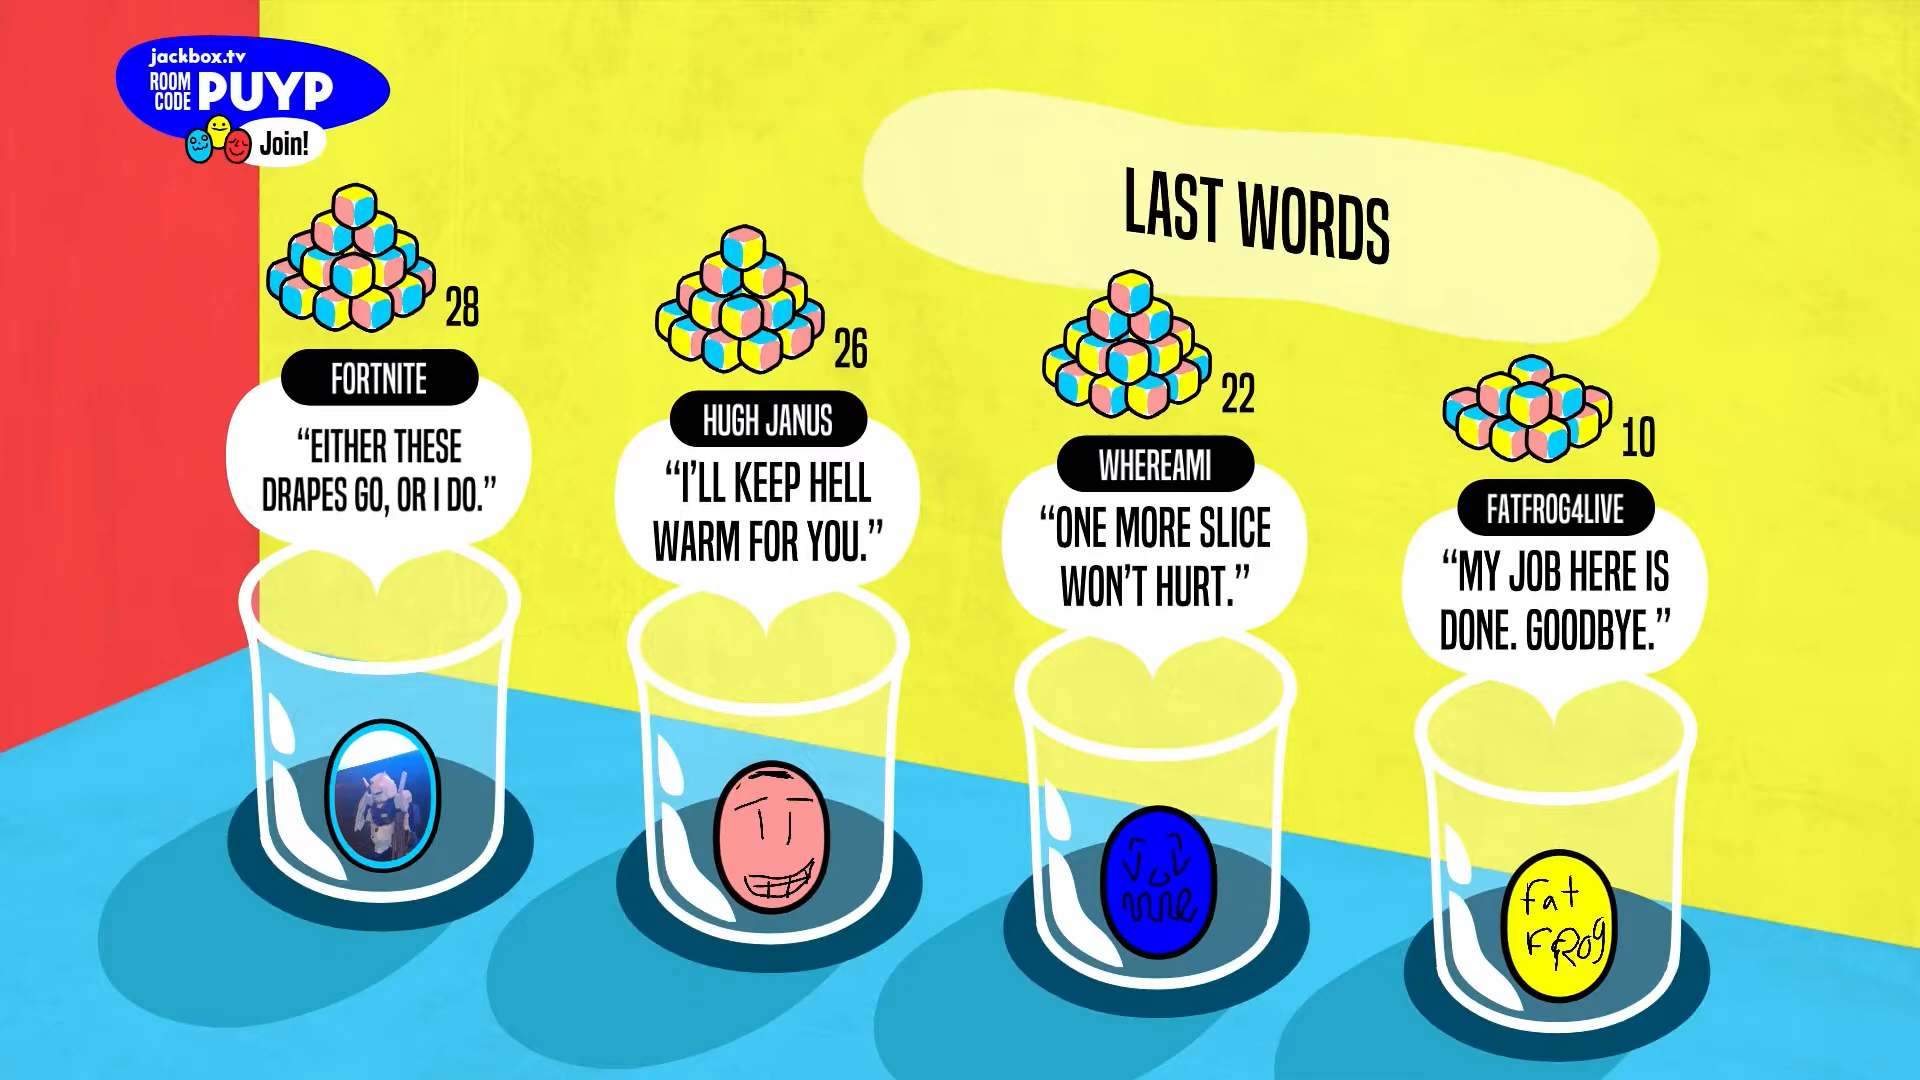 jackbox.tv
ROOM CODE PUYP
Join!
LAST WORDS
28
FORTNITE
“EITHER THESE
DRAPES GO, OR I DO.”
26
HUGH JANUS
“I’LL KEEP HELL
WARM FOR YOU.”
22
WHEREAMI
“ONE MORE SLICE
WON’T HURT.”
10
FATFROG4LIVE
“MY JOB HERE IS
DONE. GOODBYE.”
Fat
FROg